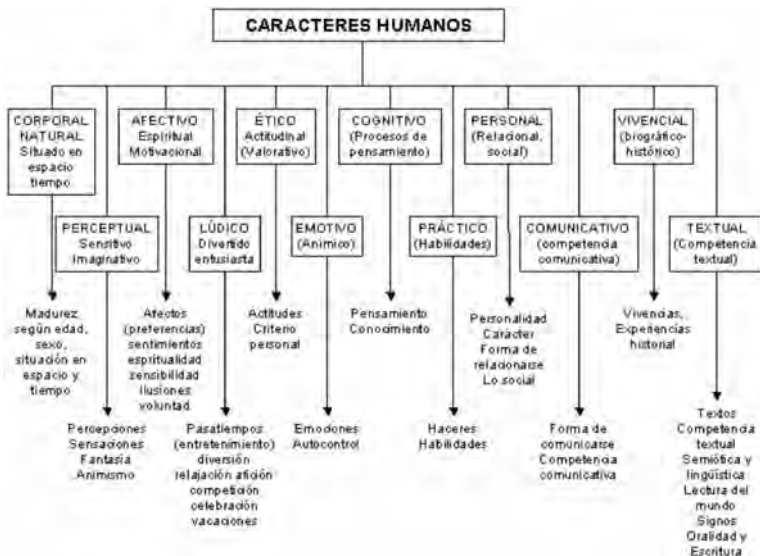 CARACTERES HUMANOS
CORPORAL
NATURAL
Situado en
espacio
tiempo
AFECTIVO
Espiritual
Motivacional
ÉTICO
Actitudinal
(Valorativo)
COGNITIVO
(Procesos de
pensamiento)
PERSONAL
(Relacional,
social)
VIVENCIAL
(biográfico-
histórico)
PERCEPTUAL
Sensitivo
Imaginativo
LÚDICO
Divertido
entusiasta
EMOTIVO
(Anímico)
PRÁCTICO
(Habilidades)
COMUNICATIVO
(competencia
comunicativa)
TEXTUAL
(Competencia
textual)
Madurez
según edad,
sexo,
situación en
espacio y
tiempo
Afectos
(preferencias)
sentimientos
espritualidad
zensibilidad
ilusiones
voluntad
Actitudes
Criterio
personal
Pensamiento
Conocimiento
Personalidad
Carácter
Forma de
relacionarse
Lo social
Vivencias,
Experiencias
historial
Percepciones
Sensaciones
Fantasía
Animismo
Pasatiempos
(entretenimiento)
diversión
relajación afición
competición
celebración
vacaciones
Emociones
Autocontrol
Haceres
Habilidades
Forma de
comunicarse
Competencia
comunicativa
Textos
Competencia
textual
Semiótica y
lingüística
Lectura del
mundo
Signos
Oralidad y
Escritura